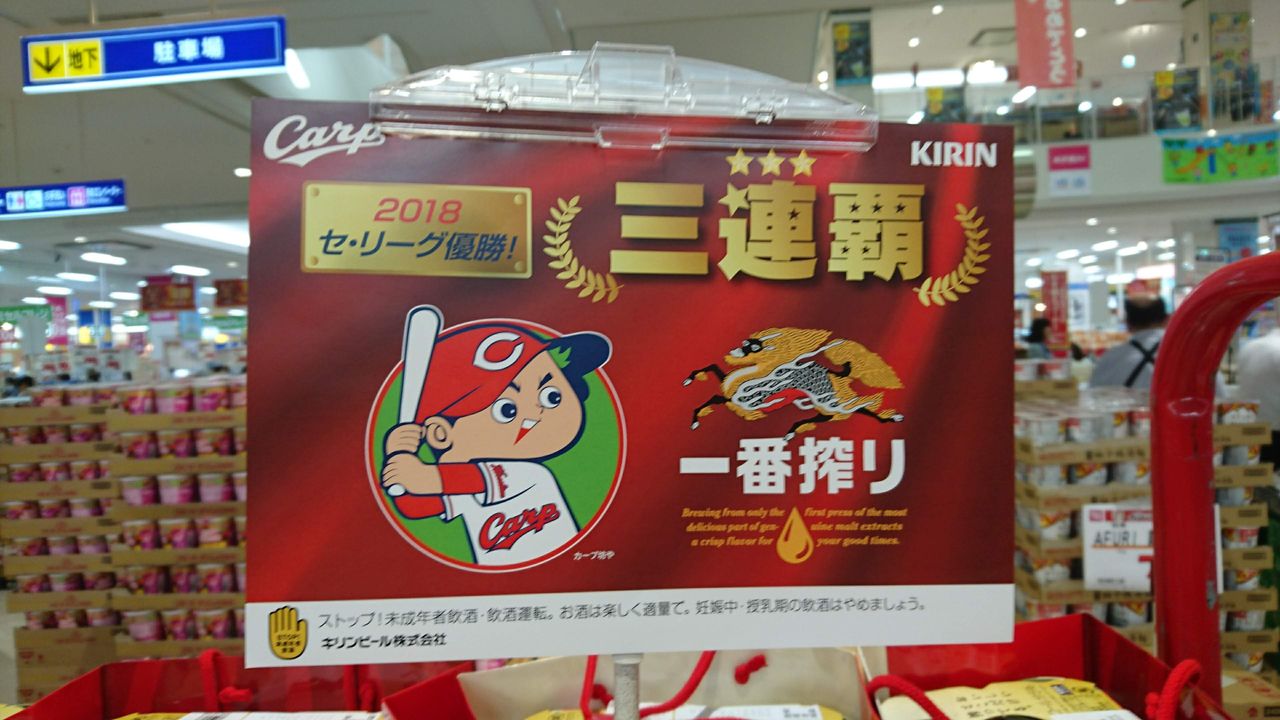 地下 駐車場
Carp
KIRIN
2018
セ・リーグ優勝!
三連覇
C
Carp
カープ坊や
一番搾り
Brewing from only the first press of the most
delicious part of gen- uine malt extracts
a crisp flavor for your good times.
STOP!
ストップ!未成年者飲酒・飲酒運転。お酒は楽しく適量で。妊娠中・授乳期の飲酒はやめましょう。
キリンビール株式会社
AFURI